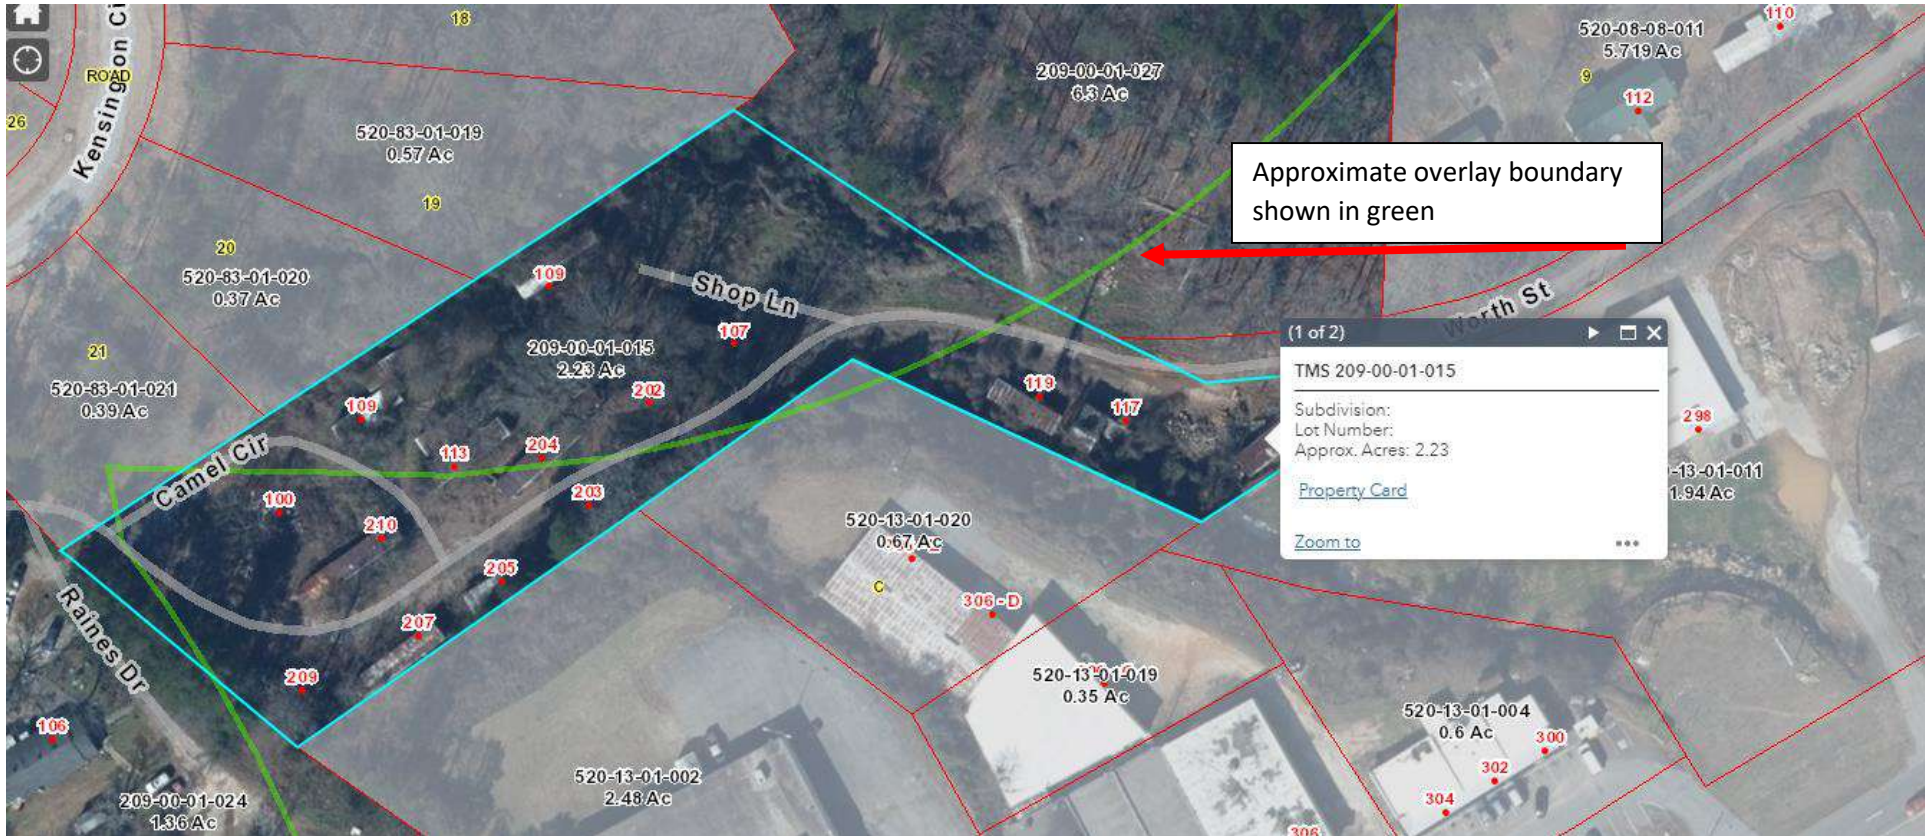 Kensington Ci
ROAD
26
18
520-83-01-019
0.57 Ac
19
20
520-83-01-020
0.37 Ac
21
520-83-01-021
0.39 Ac
209-00-01-027
6.3 Ac
520-08-08-011
5.719 Ac
110
9
112
Approximate overlay boundary
shown in green
Worth St
109
Shop Ln
107
209-00-01-015
2.23 Ac
202
109
113
204
Camel Cir
100
210
203
205
207
209
Raines Dr
106
209-00-01-024
1.36 Ac
119
117
(1 of 2)
TMS 209-00-01-015
Subdivision:
Lot Number:
Approx. Acres: 2.23
Property Card
Zoom to
298
-13-01-011
1.94 Ac
520-13-01-020
0.67 Ac
C
306-D
520-13-01-019
0.35 Ac
520-13-01-002
2.48 Ac
520-13-01-004
0.6 Ac
300
302
304
306